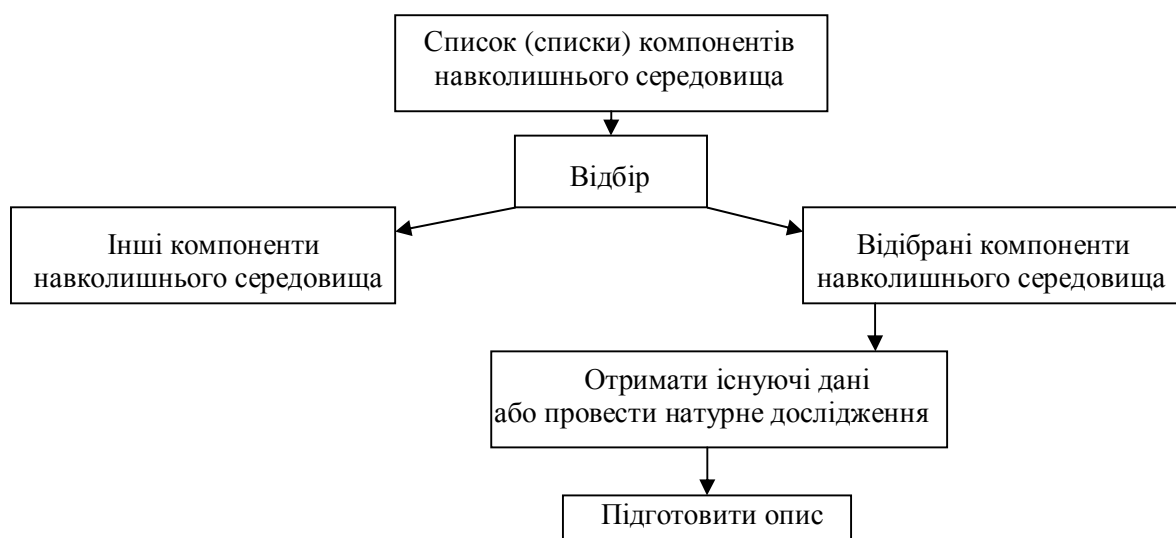 Список (списки) компонентів
навколишнього середовища
Відбір
Інші компоненти
навколишнього середовища
Відібрані компоненти
навколишнього середовища
Отримати існуючі дані
або провести натурне дослідження
Підготовити опис